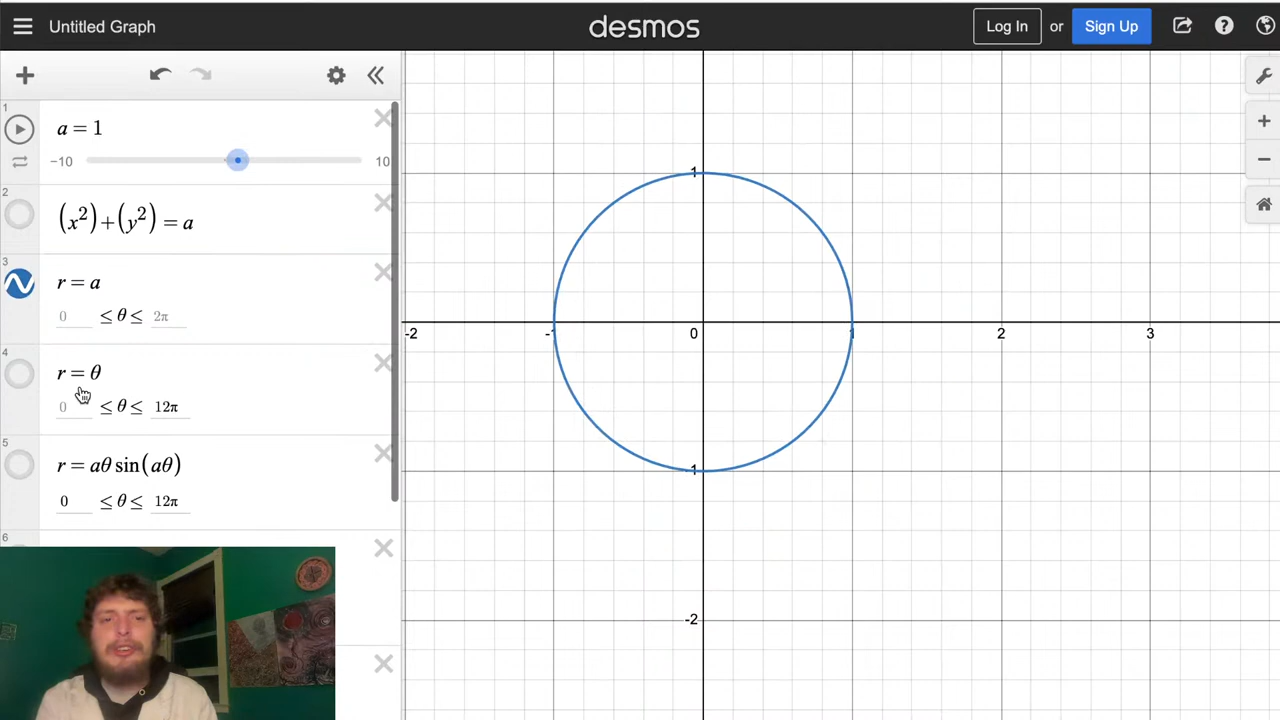 Untitled Graph
desmos
Log In or Sign Up
1
a = 1
−10 10
2
(x²)+(y²) = a
3
r = a
0 ≤ θ ≤ 2π
4
r = θ
0 ≤ θ ≤ 12π
5
r = aθ sin(aθ)
0 ≤ θ ≤ 12π
6
1
-2 -1 0 1 2 3
-1
-2